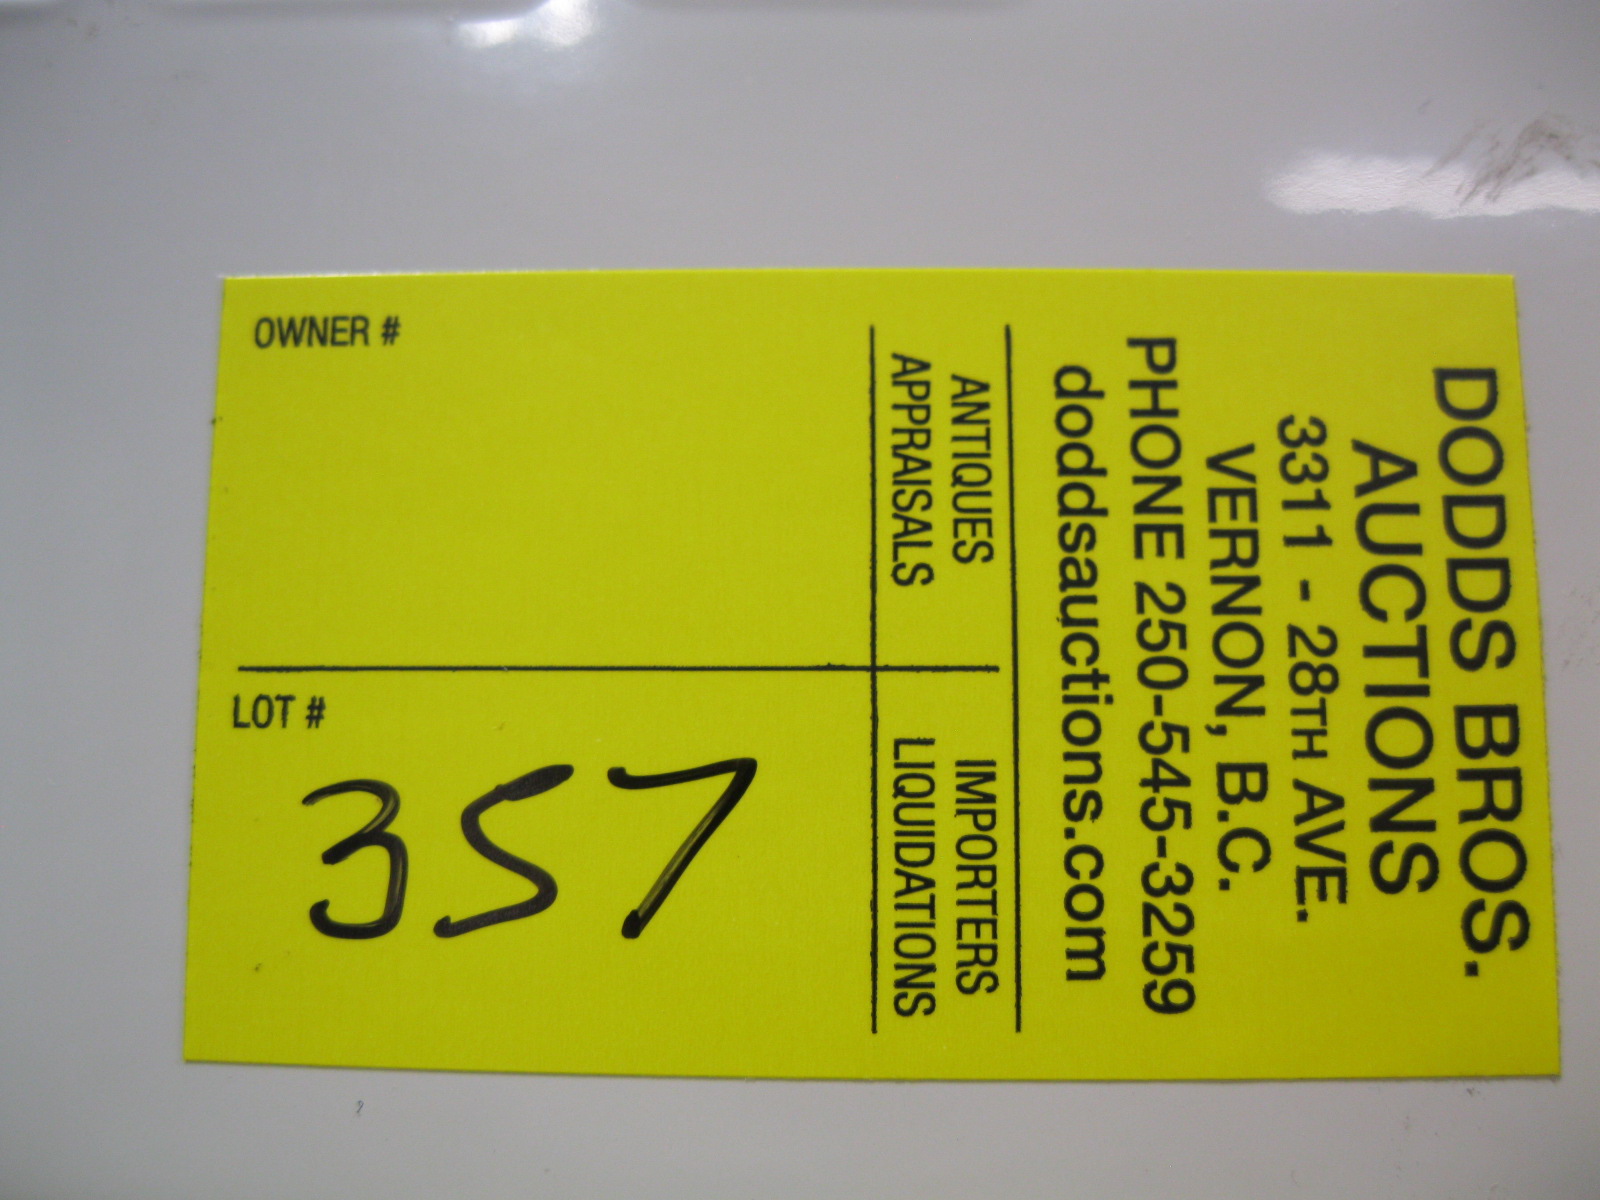 DODDS BROS.
AUCTIONS
3311 - 28TH AVE.
VERNON, B.C.
PHONE 250-545-3259
doddsauctions.com
ANTIQUES
APPRAISALS
IMPORTERS
LIQUIDATIONS
OWNER #
LOT #
357